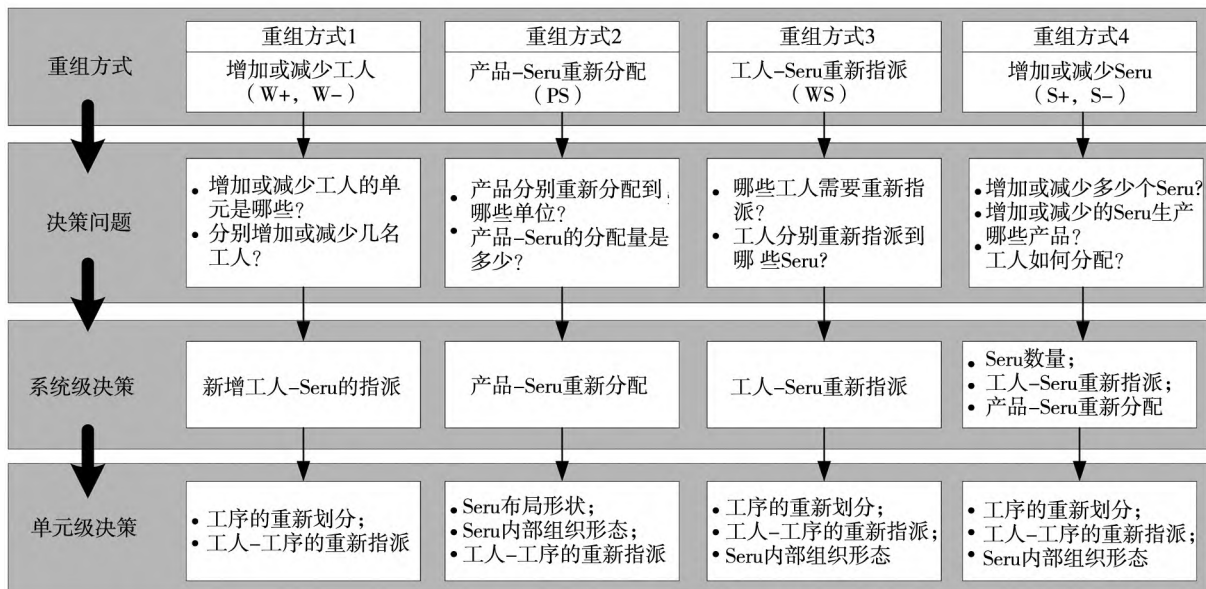 重组方式
重组方式1
增加或减少工人
(W+, W-)
重组方式2
产品-Seru重新分配
(PS)
重组方式3
工人-Seru重新指派
(WS)
重组方式4
增加或减少Seru
(S+, S-)
决策问题
• 增加或减少工人的单
元是哪些?
• 分别增加或减少几名
工人?
• 产品分别重新分配到
哪些单位?
• 产品-Seru的分配量是
多少?
• 哪些工人需要重新指
派?
• 工人分别重新指派到
哪 些Seru?
• 增加或减少多少个Seru?
• 增加或减少的Seru生产
哪些产品?
• 工人如何分配?
系统级决策
新增工人-Seru的指派
产品-Seru重新分配
工人-Seru重新指派
• Seru数量;
• 工人-Seru重新指派;
• 产品-Seru重新分配
单元级决策
• 工序的重新划分;
• 工人-工序的重新指派
• Seru布局形状;
• Seru内部组织形态;
• 工人-工序的重新指派
• 工序的重新划分;
• 工人-工序的重新指派;
• Seru内部组织形态
• 工序的重新划分;
• 工人-工序的重新指派;
• Seru内部组织形态